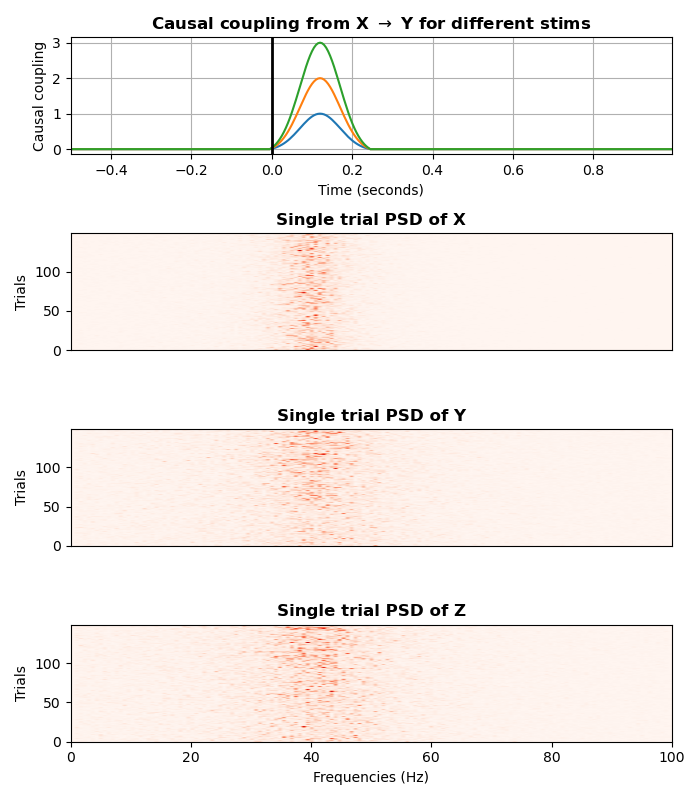 Causal coupling from X → Y for different stims
Causal coupling
3
2
1
0
−0.4 −0.2 0.0 0.2 0.4 0.6 0.8
Time (seconds)
Single trial PSD of X
Trials
100
50
0
Single trial PSD of Y
Trials
100
50
0
Single trial PSD of Z
Trials
100
50
0
0 20 40 60 80 100
Frequencies (Hz)